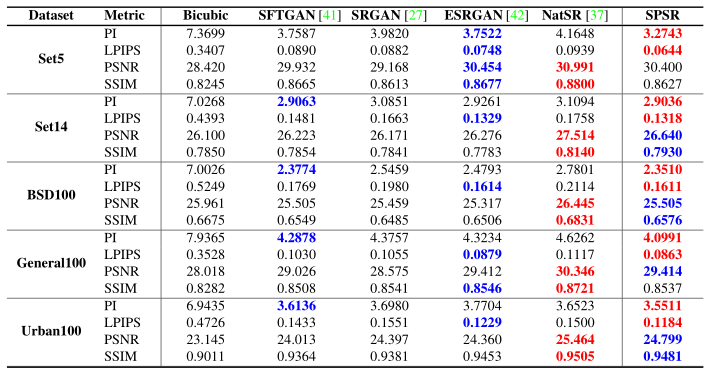 Dataset Metric Bicubic SFTGAN [41] SRGAN [27] ESRGAN [42] NatSR [37] SPSR
Set5
PI 7.3699 3.7587 3.9820 3.7522 4.1648 3.2743
LPIPS 0.3407 0.0890 0.0882 0.0748 0.0939 0.0644
PSNR 28.420 29.932 29.168 30.454 30.991 30.400
SSIM 0.8245 0.8665 0.8613 0.8677 0.8800 0.8627
Set14
PI 7.0268 2.9063 3.0851 2.9261 3.1094 2.9036
LPIPS 0.4393 0.1481 0.1663 0.1329 0.1758 0.1318
PSNR 26.100 26.223 26.171 26.276 27.514 26.640
SSIM 0.7850 0.7854 0.7841 0.7783 0.8140 0.7930
BSD100
PI 7.0026 2.3774 2.5459 2.4793 2.7801 2.3510
LPIPS 0.5249 0.1769 0.1980 0.1614 0.2114 0.1611
PSNR 25.961 25.505 25.459 25.317 26.445 25.505
SSIM 0.6675 0.6549 0.6485 0.6506 0.6831 0.6576
General100
PI 7.9365 4.2878 4.3757 4.3234 4.6262 4.0991
LPIPS 0.3528 0.1030 0.1055 0.0879 0.1117 0.0863
PSNR 28.018 29.026 28.575 29.412 30.346 29.414
SSIM 0.8282 0.8508 0.8541 0.8546 0.8721 0.8537
Urban100
PI 6.9435 3.6136 3.6980 3.7704 3.6523 3.5511
LPIPS 0.4726 0.1433 0.1551 0.1229 0.1500 0.1184
PSNR 23.145 24.013 24.397 24.360 25.464 24.799
SSIM 0.9011 0.9364 0.9381 0.9453 0.9505 0.9481